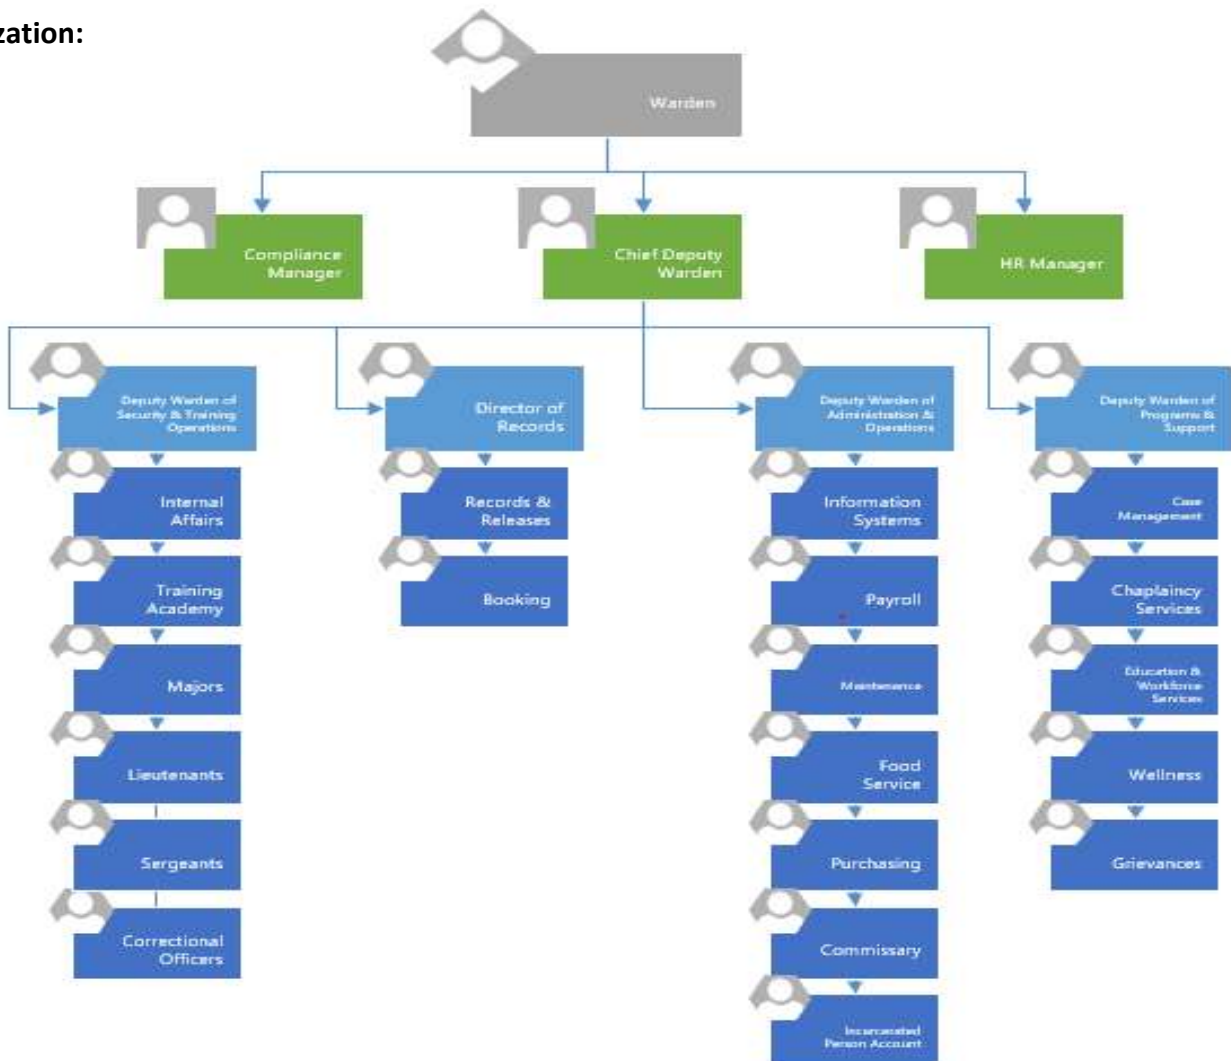 zation:
Warden
Compliance
Manager
Chief Deputy
Warden
HR Manager
Deputy Warden of
Security & Training
Operations
Director of
Records
Deputy Warden of
Administration &
Operations
Deputy Warden of
Programs &
Support
Internal
Affairs
Training
Academy
Majors
Lieutenants
Sergeants
Correctional
Officers
Records &
Releases
Booking
Information
Systems
Payroll
Maintenance
Food
Service
Purchasing
Commissary
Incarcerated
Person Account
Case
Management
Chaplaincy
Services
Education &
Workforce
Services
Wellness
Grievances